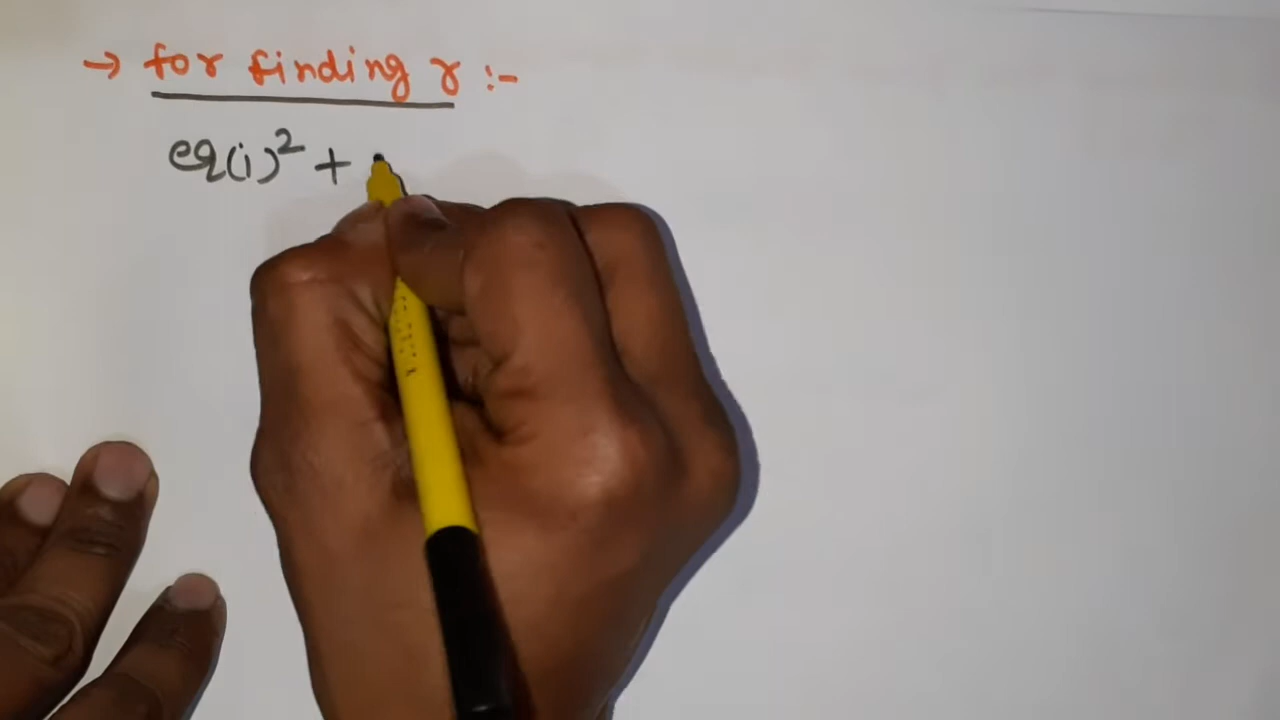 → for finding r :-
eq(i)² +